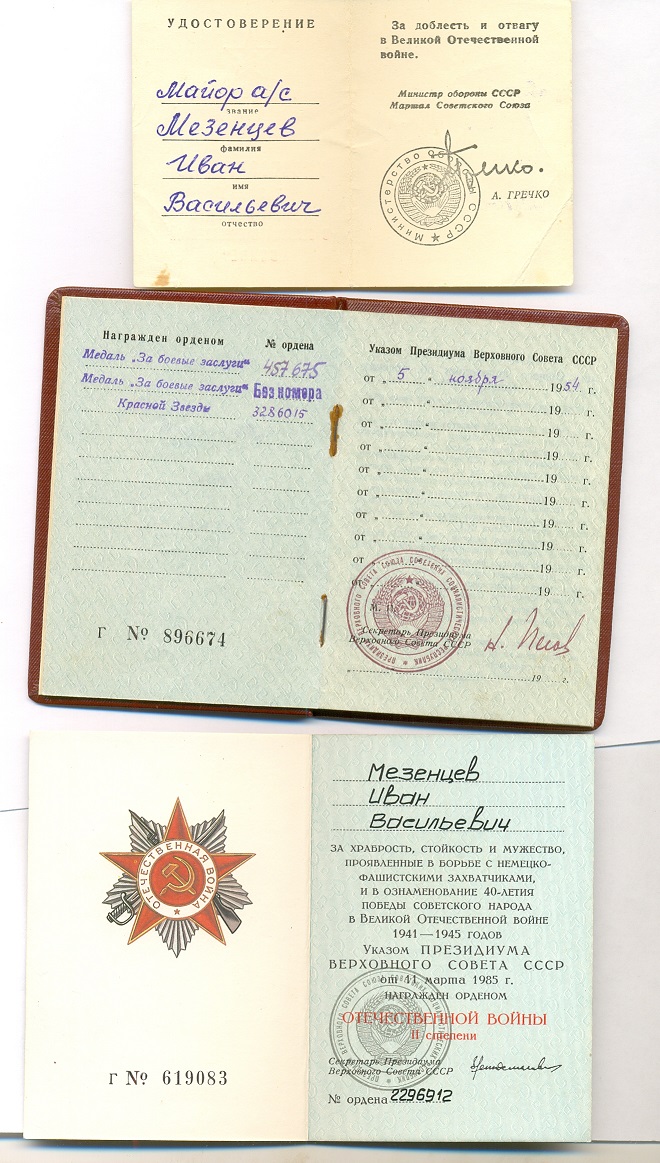 УДОСТОВЕРЕНИЕ
Майор а/с
звание
Мезенцев
фамилия
Иван
имя
Васильевич
отчество
За доблесть и отвагу
в Великой Отечественной
войне.
Министр обороны СССР
Маршал Советского Союза
Министерство обороны СССР
А. ГРЕЧКО
Награжден орденом № ордена
Медаль „За боевые заслуги“ 457675
Медаль „За боевые заслуги“ Без номера
Красной Звезды 3286015
Г № 896674
Указом Президиума Верховного Совета СССР
от „ 5 “ ноября 1954 г.
от „ “ 19 г.
от „ “ 19 г.
от „ “ 19 г.
от „ “ 19 г.
от „ “ 19 г.
от „ “ 19 г.
от „ “ 19 г.
от „ “ 19 г.
от „ “ 19 г.
М. П.
Секретарь Президиума
Верховного Совета СССР
„ “ 19 г.
ОТЕЧЕСТВЕННАЯ ВОЙНА
Г № 619083
Мезенцев
Иван
Васильевич
ЗА ХРАБРОСТЬ, СТОЙКОСТЬ И МУЖЕСТВО,
ПРОЯВЛЕННЫЕ В БОРЬБЕ С НЕМЕЦКО-
ФАШИСТСКИМИ ЗАХВАТЧИКАМИ,
И В ОЗНАМЕНОВАНИЕ 40-ЛЕТИЯ
ПОБЕДЫ СОВЕТСКОГО НАРОДА
В ВЕЛИКОЙ ОТЕЧЕСТВЕННОЙ ВОЙНЕ
1941—1945 ГОДОВ
УКАЗОМ ПРЕЗИДИУМА
ВЕРХОВНОГО СОВЕТА СССР
от 11 марта 1985 г.
НАГРАЖДЕН ОРДЕНОМ
ОТЕЧЕСТВЕННОЙ ВОЙНЫ
II степени
Секретарь Президиума
Верховного Совета СССР
№ ордена 2296912